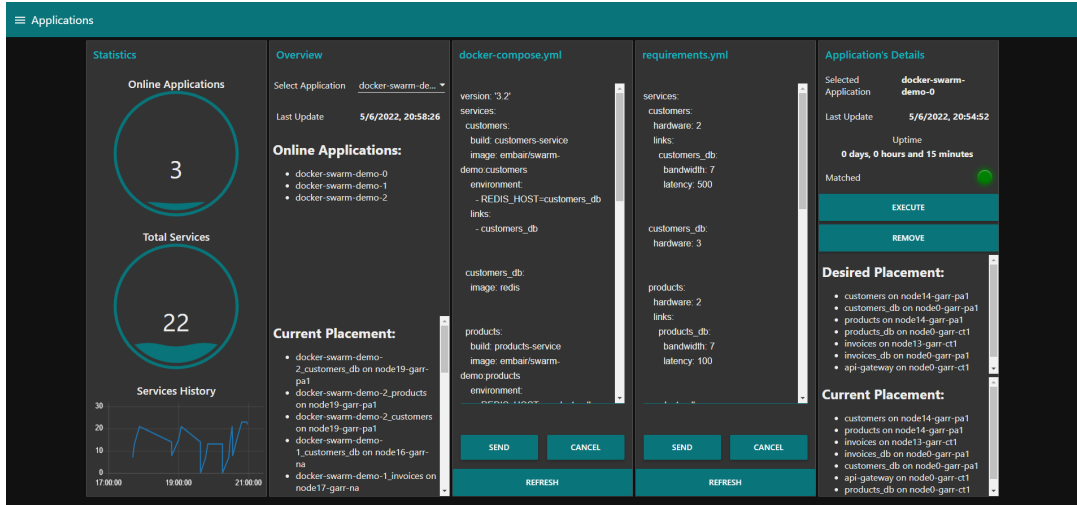 Applications
Statistics
Online Applications
3
Total Services
22
Services History
30
20
10
0
17:00:00
19:00:00
21:00:00
Overview
Select Application
docker-swarm-de...
Last Update
5/6/2022, 20:58:26
Online Applications:
docker-swarm-demo-0
docker-swarm-demo-1
docker-swarm-demo-2
Current Placement:
docker-swarm-demo-
2_customers_db on node19-garr-
pa1
docker-swarm-demo-2_products
on node19-garr-pa1
docker-swarm-demo-2_customers
on node19-garr-pa1
docker-swarm-demo-
1_customers_db on node16-garr-
na
docker-swarm-demo-1_invoices on
node17-garr-na
docker-compose.yml
version: '3.2'
services:
customers:
build: customers-service
image: embair/swarm-
demo:customers
environment:
- REDIS_HOST=customers_db
links:
- customers_db
customers_db:
image: redis
products:
build: products-service
image: embair/swarm-
demo:products
environment:
SEND
CANCEL
REFRESH
requirements.yml
services:
customers:
hardware: 2
links:
customers_db:
bandwidth: 7
latency: 500
customers_db:
hardware: 3
products:
hardware: 2
links:
products_db:
bandwidth: 7
latency: 100
SEND
CANCEL
REFRESH
Application's Details
Selected
Application
docker-swarm-
demo-0
Last Update
5/6/2022, 20:54:52
Uptime
0 days, 0 hours and 15 minutes
Matched
EXECUTE
REMOVE
Desired Placement:
customers on node14-garr-pa1
customers_db on node0-garr-pa1
products on node14-garr-pa1
products_db on node0-garr-ct1
invoices on node13-garr-ct1
invoices_db on node0-garr-pa1
api-gateway on node0-garr-ct1
Current Placement:
customers on node14-garr-pa1
products on node14-garr-pa1
invoices on node13-garr-ct1
invoices_db on node0-garr-pa1
customers_db on node0-garr-pa1
api-gateway on node0-garr-ct1
products_db on node0-garr-ct1